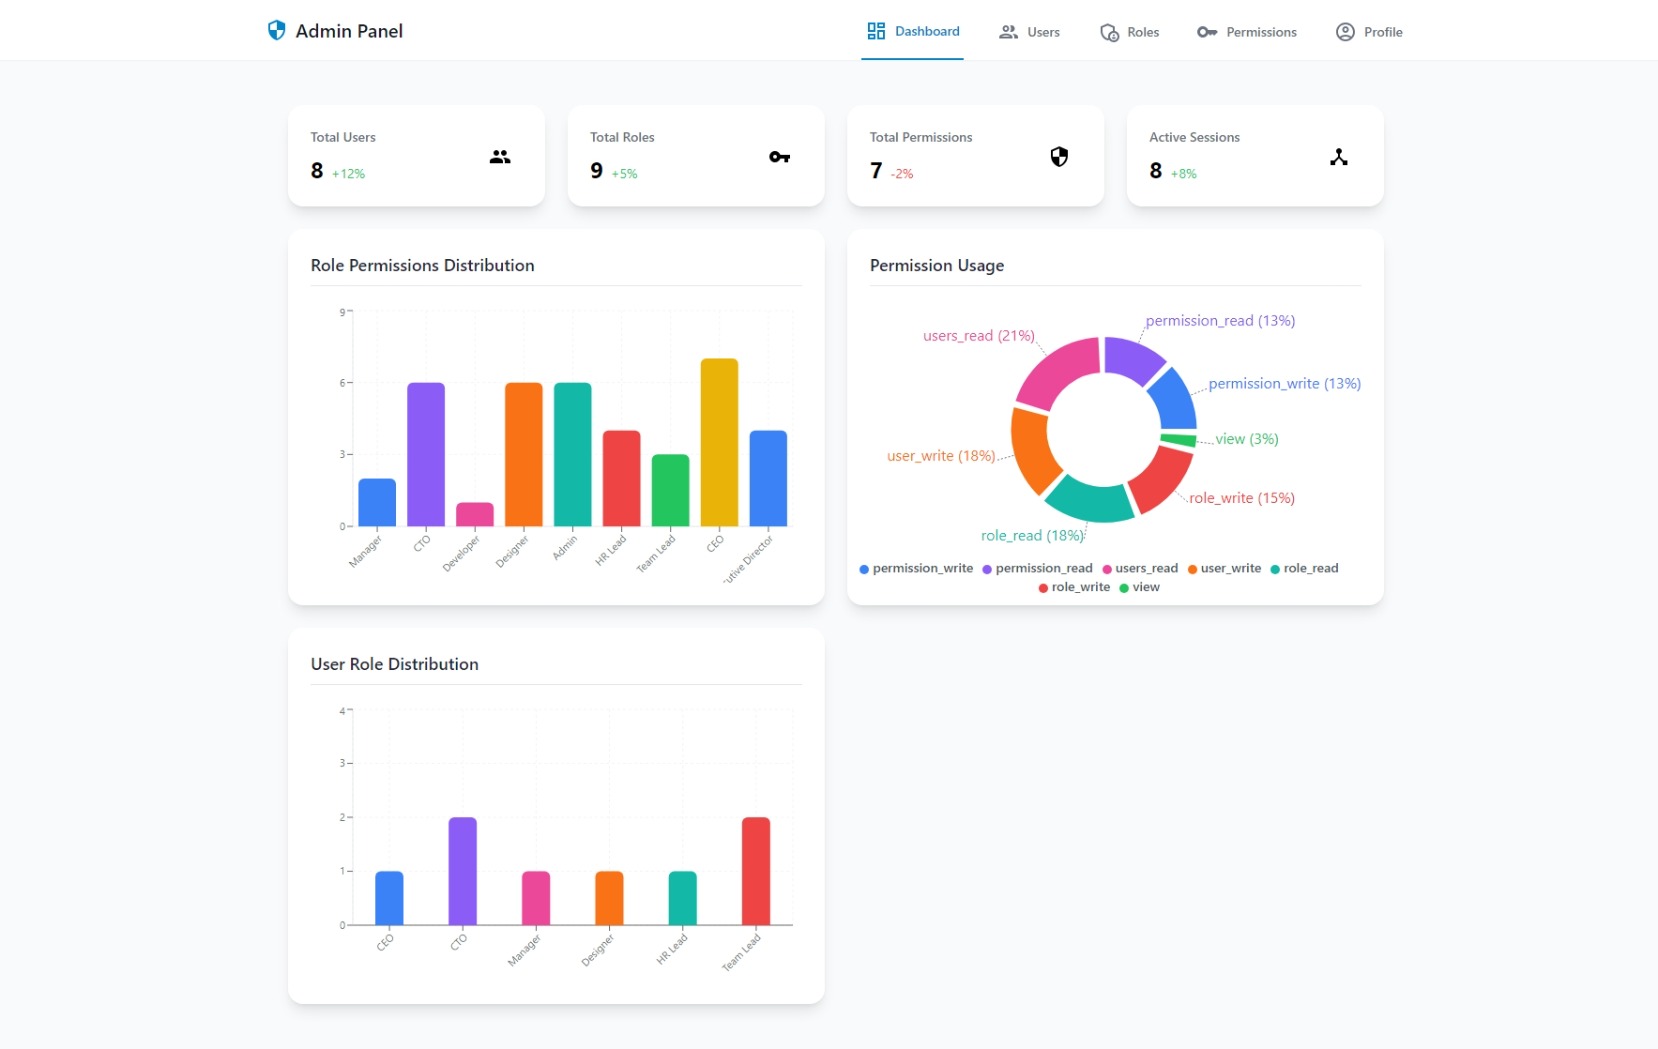 Admin Panel
Dashboard
Users
Roles
Permissions
Profile
Total Users
8 +12%
Total Roles
9 +5%
Total Permissions
7 -2%
Active Sessions
8 +8%
Role Permissions Distribution
9
6
3
0
Manager
CTO
Developer
Designer
Admin
HR Lead
Team Lead
CEO
cutive Director
Permission Usage
permission_read (13%)
users_read (21%)
permission_write (13%)
view (3%)
user_write (18%)
role_write (15%)
role_read (18%)
permission_write permission_read users_read user_write role_read
role_write view
User Role Distribution
4
3
2
1
0
CEO
CTO
Manager
Designer
HR Lead
Team Lead